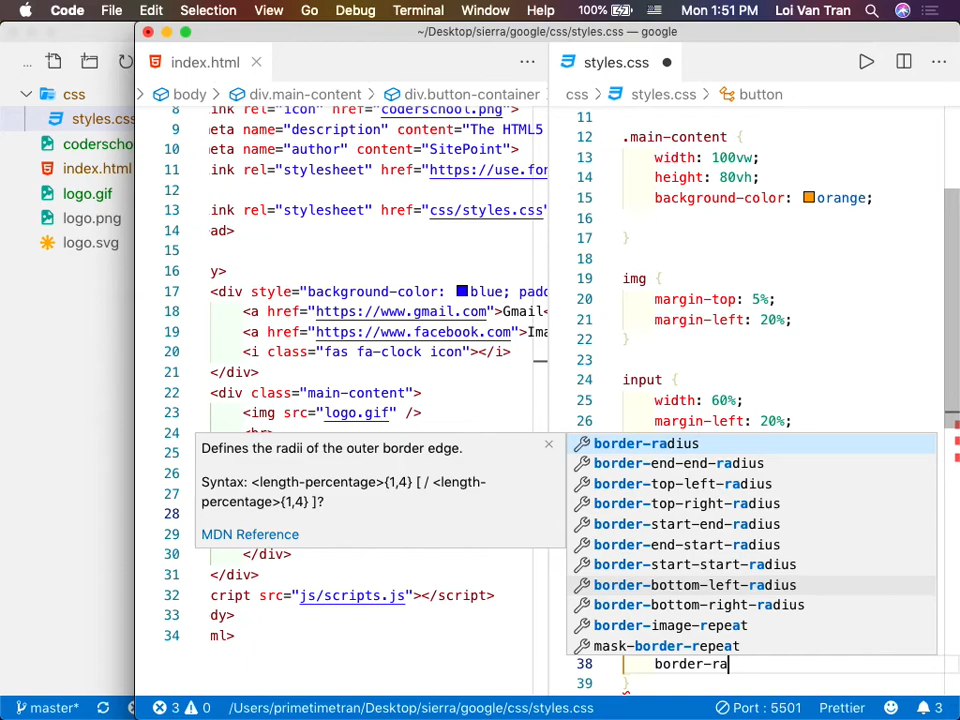 Code File Edit Selection View Go Debug Terminal Window Help 100% Mon 1:51 PM Loi Van Tran
~/Desktop/sierra/google/css/styles.css — google
index.html
styles.css
body div.main-content div.button-container
css styles.css button
css
styles.css
coderscho
index.html
logo.gif
logo.png
logo.svg
8 ink rel="icon" href="coderschool.png">
9 eta name="description" content="The HTML5
10 eta name="author" content="SitePoint">
11 ink rel="stylesheet" href="https://use.fon
12
13 ink rel="stylesheet" href="css/styles.css"
14 ad>
15
16 y>
17 <div style="background-color: blue; padd
18 <a href="https://www.gmail.com">Gmail<
19 <a href="https://www.facebook.com">Ima
20 <i class="fas fa-clock icon"></i>
21 </div>
22 <div class="main-content">
23 <img src="logo.gif" />
24 <br>
25
26
27
28
29
30 </div>
31 </div>
32 cript src="js/scripts.js"></script>
33 dy>
34 ml>
Defines the radii of the outer border edge.
Syntax: <length-percentage>{1,4} [ / <length-
percentage>{1,4} ]?
MDN Reference
11
12 .main-content {
13 width: 100vw;
14 height: 80vh;
15 background-color: orange;
16
17 }
18
19 img {
20 margin-top: 5%;
21 margin-left: 20%;
22 }
23
24 input {
25 width: 60%;
26 margin-left: 20%;
border-radius
border-end-end-radius
border-top-left-radius
border-top-right-radius
border-start-end-radius
border-end-start-radius
border-start-start-radius
border-bottom-left-radius
border-bottom-right-radius
border-image-repeat
mask-border-repeat
38 border-ra
39 }
master* 3 0 /Users/primetimetran/Desktop/sierra/google/css/styles.css Port : 5501 Prettier 3